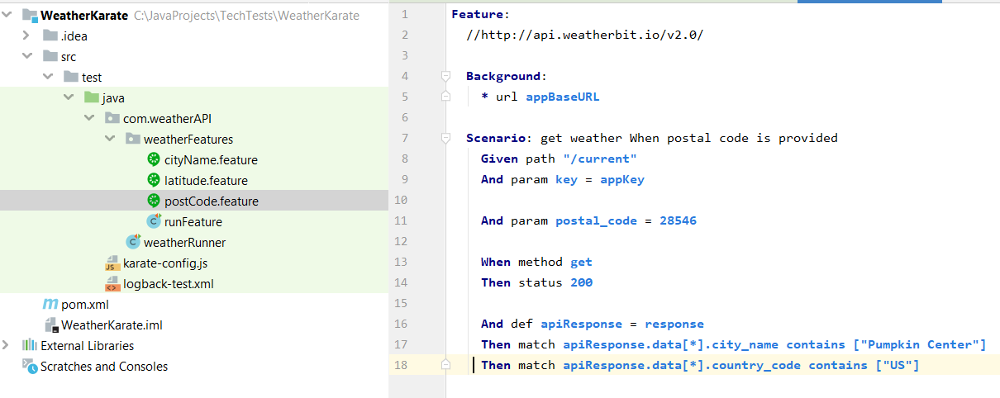 WeatherKarate C:\JavaProjects\TechTests\WeatherKarate
.idea
src
test
java
com.weatherAPI
weatherFeatures
cityName.feature
latitude.feature
postCode.feature
runFeature
weatherRunner
karate-config.js
logback-test.xml
pom.xml
WeatherKarate.iml
External Libraries
Scratches and Consoles
1 Feature:
2 //http://api.weatherbit.io/v2.0/
3
4 Background:
5 * url appBaseURL
6
7 Scenario: get weather When postal code is provided
8 Given path "/current"
9 And param key = appKey
10
11 And param postal_code = 28546
12
13 When method get
14 Then status 200
15
16 And def apiResponse = response
17 Then match apiResponse.data[*].city_name contains ["Pumpkin Center"]
18 Then match apiResponse.data[*].country_code contains ["US"]